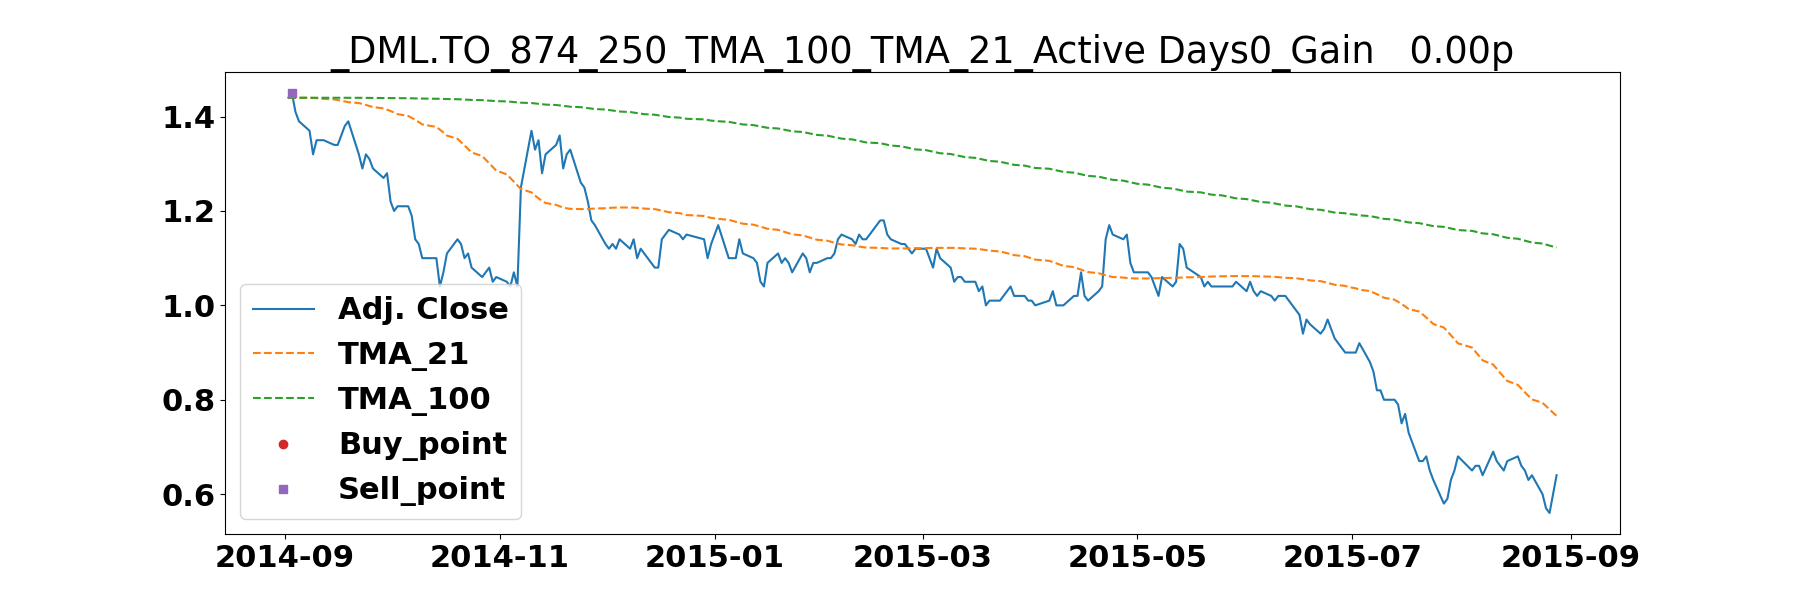 _DML.TO_874_250_TMA_100_TMA_21_Active Days0_Gain   0.00p
1.4
1.2
1.0
0.8
0.6
Adj. Close
TMA_21
TMA_100
Buy_point
Sell_point
2014-09 2014-11 2015-01 2015-03 2015-05 2015-07 2015-09